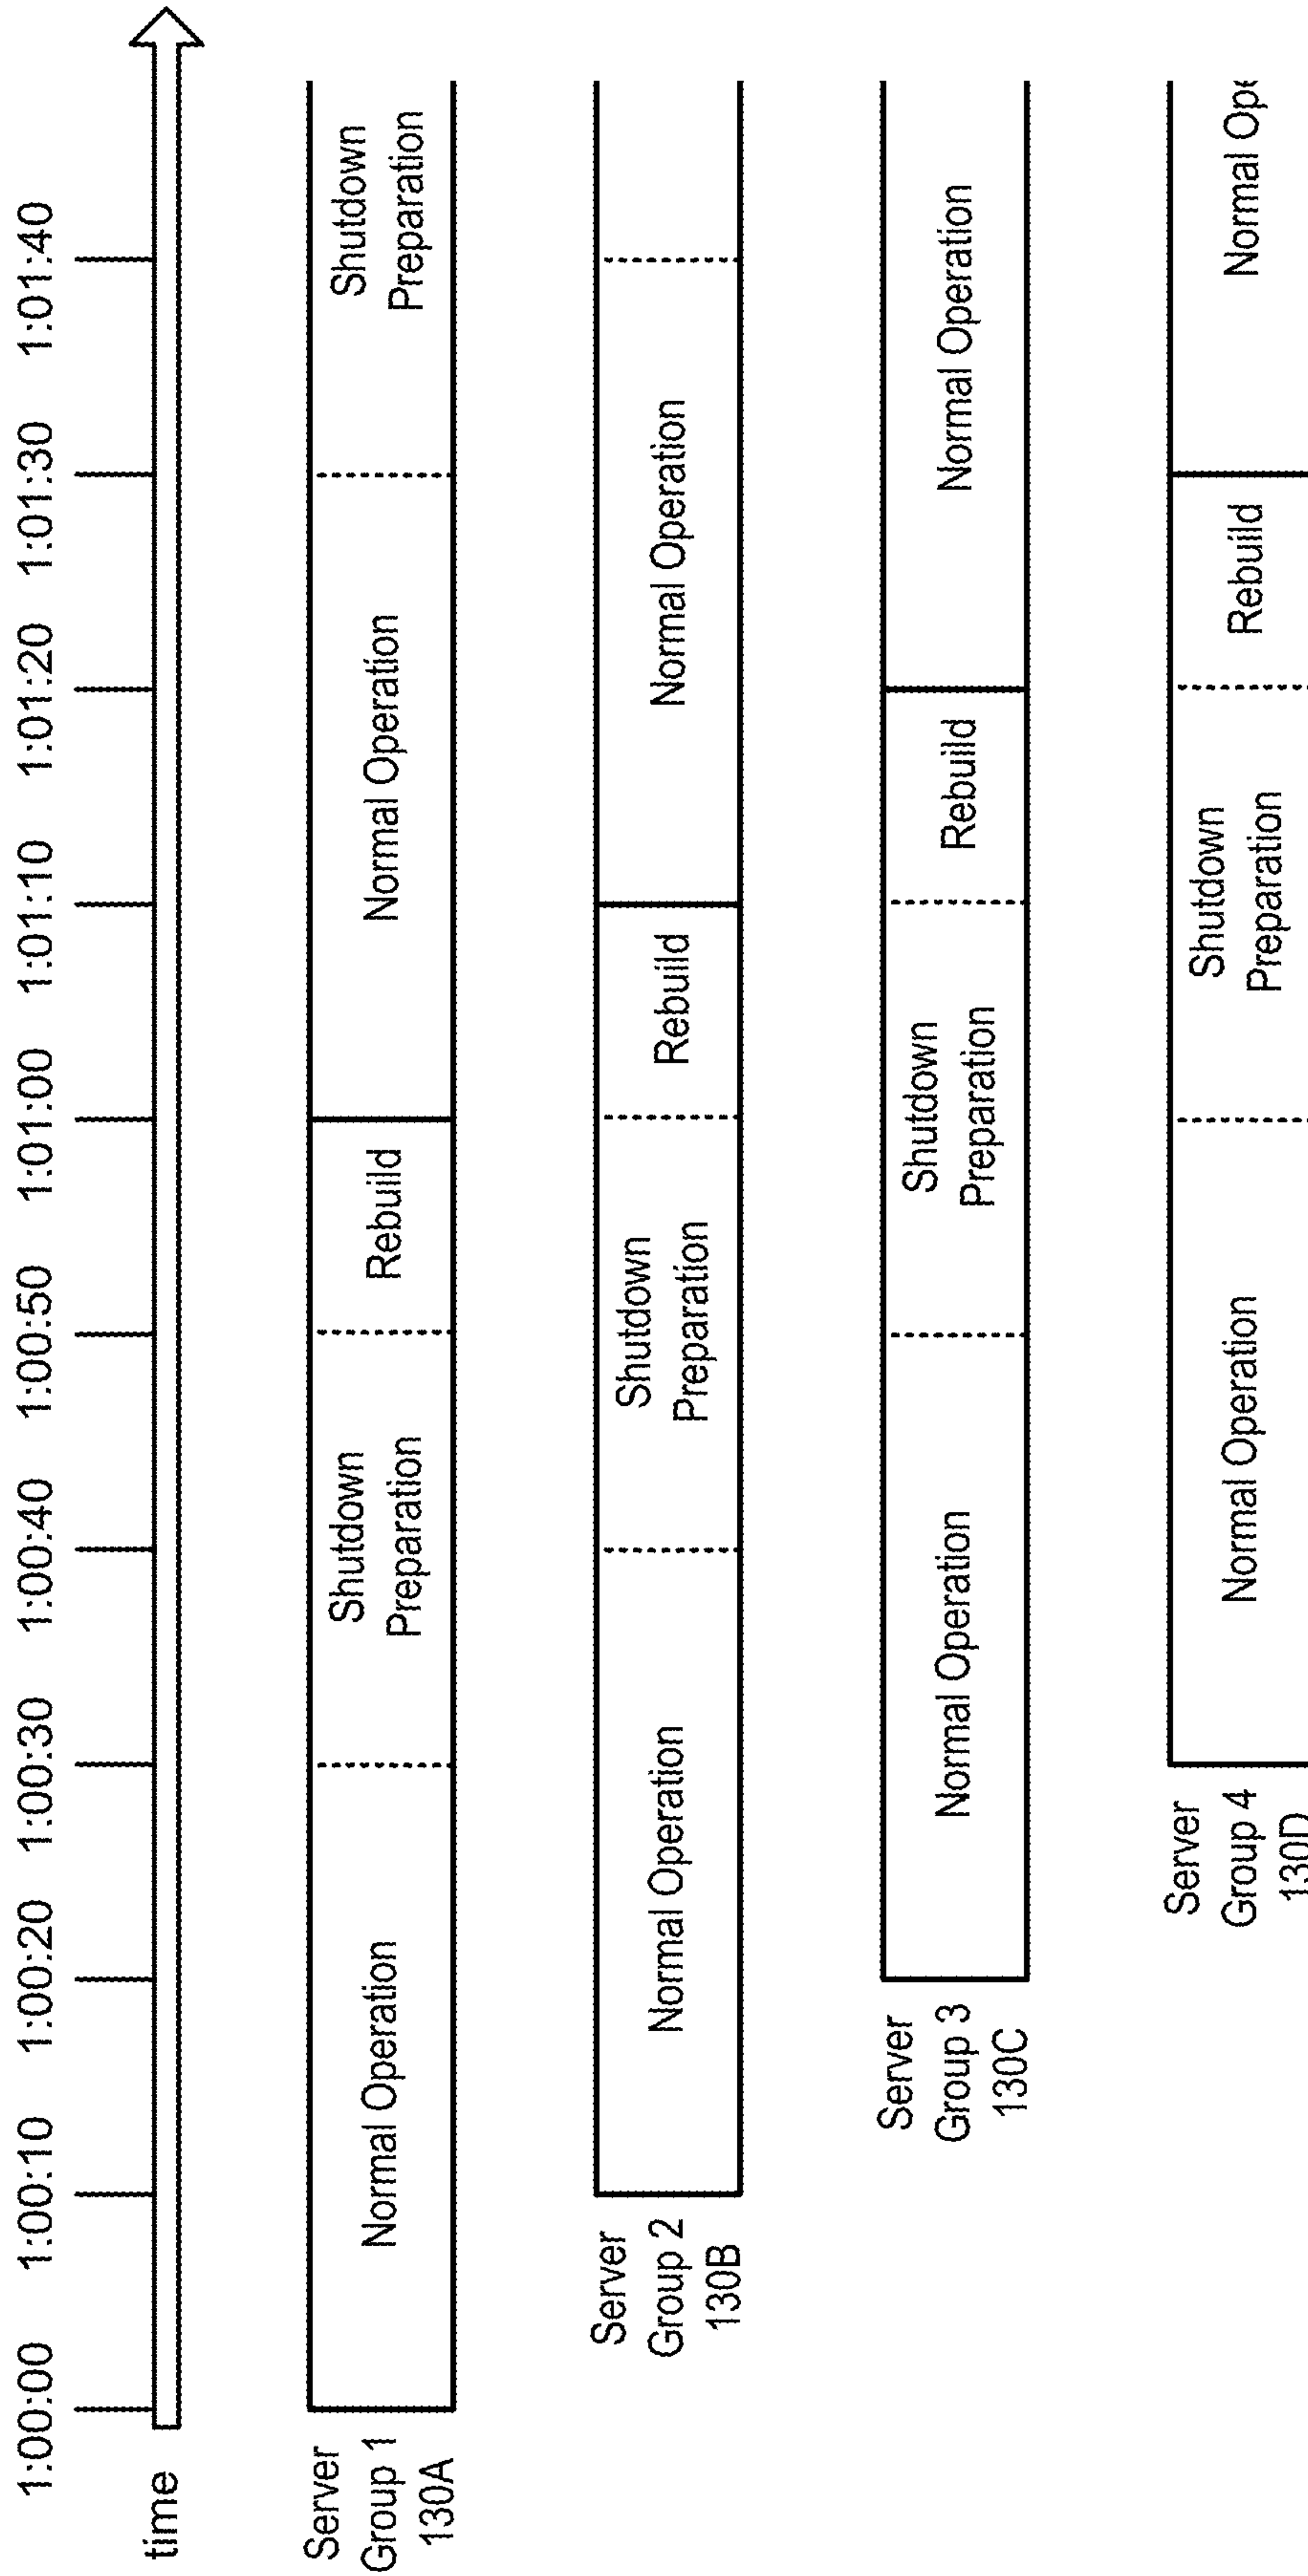 1:00:00 1:00:10 1:00:20 1:00:30 1:00:40 1:00:50 1:01:00 1:01:10 1:01:20 1:01:30 1:01:40
time
Server
Group 1
130A
Normal Operation
Shutdown
Preparation
Rebuild
Normal Operation
Shutdown
Preparation
Server
Group 2
130B
Normal Operation
Shutdown
Preparation
Rebuild
Normal Operation
Server
Group 3
130C
Normal Operation
Shutdown
Preparation
Rebuild
Normal Operation
Server
Group 4
130D
Normal Operation
Shutdown
Preparation
Rebuild
Normal Ope